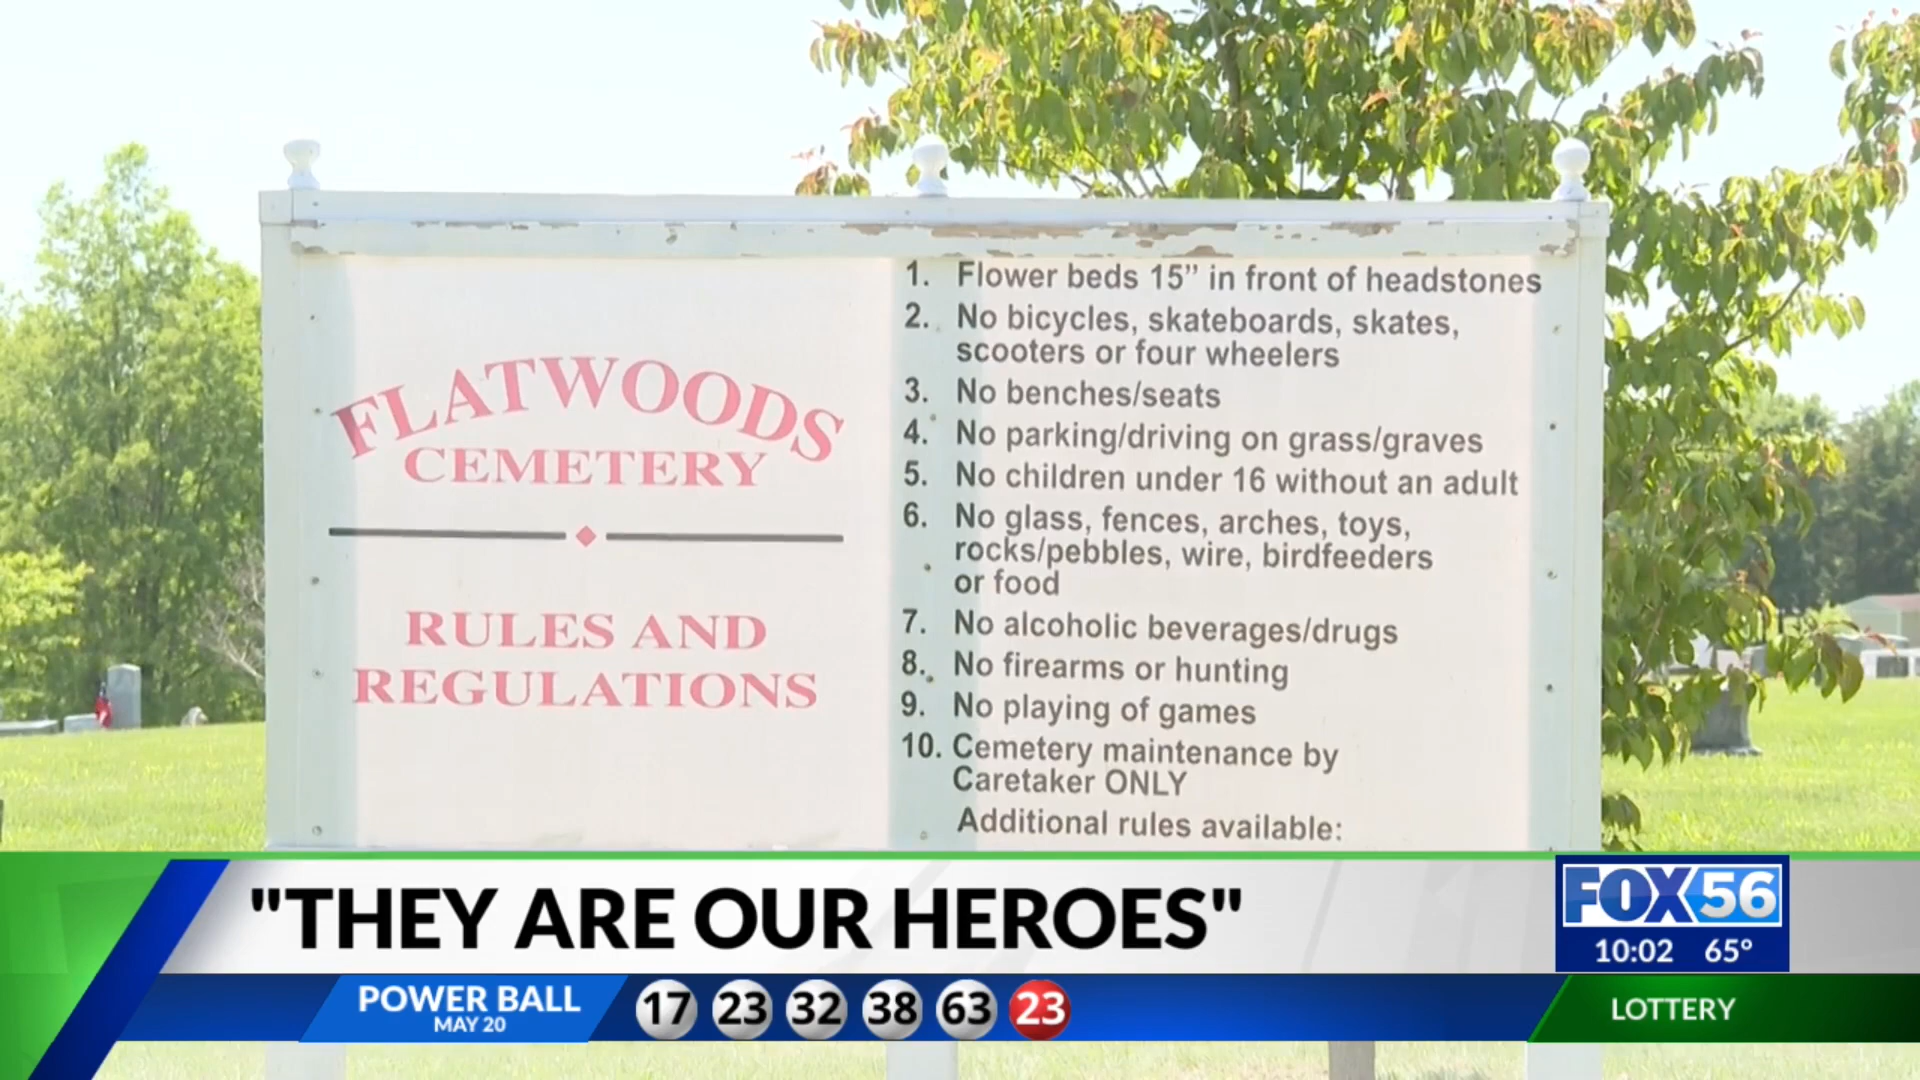 FLATWOODS
CEMETERY
RULES AND
REGULATIONS
1. Flower beds 15” in front of headstones
2. No bicycles, skateboards, skates,
scooters or four wheelers
3. No benches/seats
4. No parking/driving on grass/graves
5. No children under 16 without an adult
6. No glass, fences, arches, toys,
rocks/pebbles, wire, birdfeeders
or food
7. No alcoholic beverages/drugs
8. No firearms or hunting
9. No playing of games
10. Cemetery maintenance by
Caretaker ONLY
Additional rules available:
"THEY ARE OUR HEROES"
FOX 56
10:02 65°
POWER BALL
MAY 20
17 23 32 38 63 23
LOTTERY